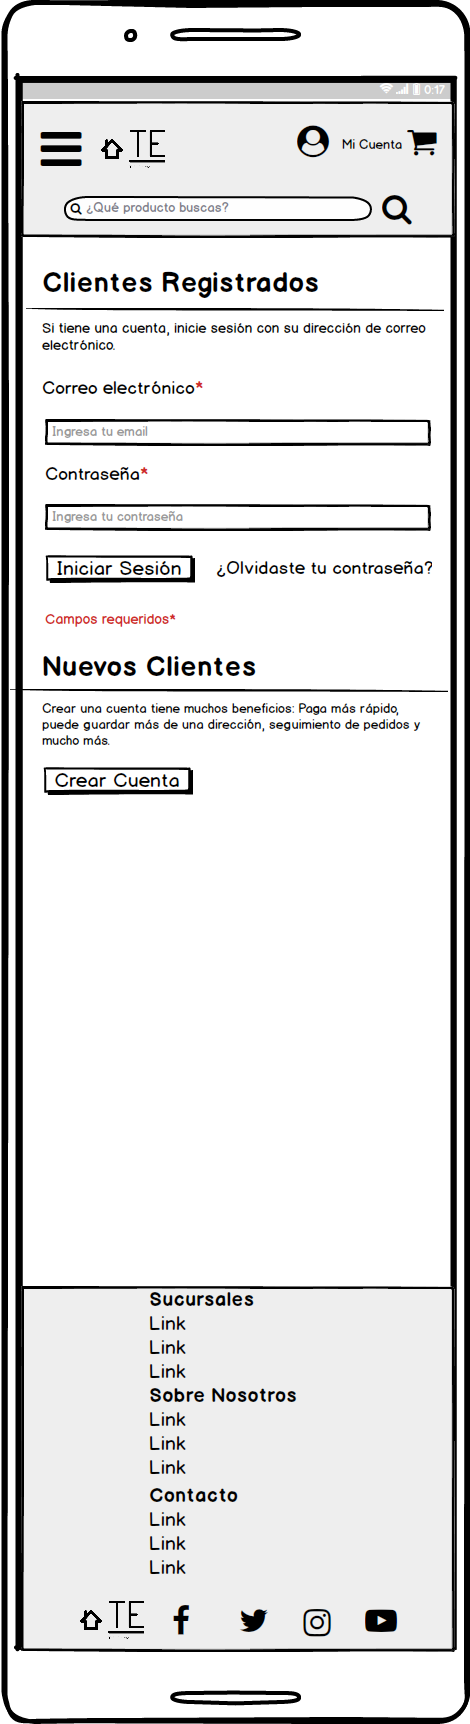 0:17
TE
Mi Cuenta
¿Qué producto buscas?
Clientes Registrados
Si tiene una cuenta, inicie sesión con su dirección de correo
electrónico.
Correo electrónico*
Ingresa tu email
Contraseña*
Ingresa tu contraseña
Iniciar Sesión ¿Olvidaste tu contraseña?
Campos requeridos*
Nuevos Clientes
Crear una cuenta tiene muchos beneficios: Paga más rápido,
puede guardar más de una dirección, seguimiento de pedidos y
mucho más.
Crear Cuenta
Sucursales
Link
Link
Link
Sobre Nosotros
Link
Link
Link
Contacto
Link
Link
Link
TE